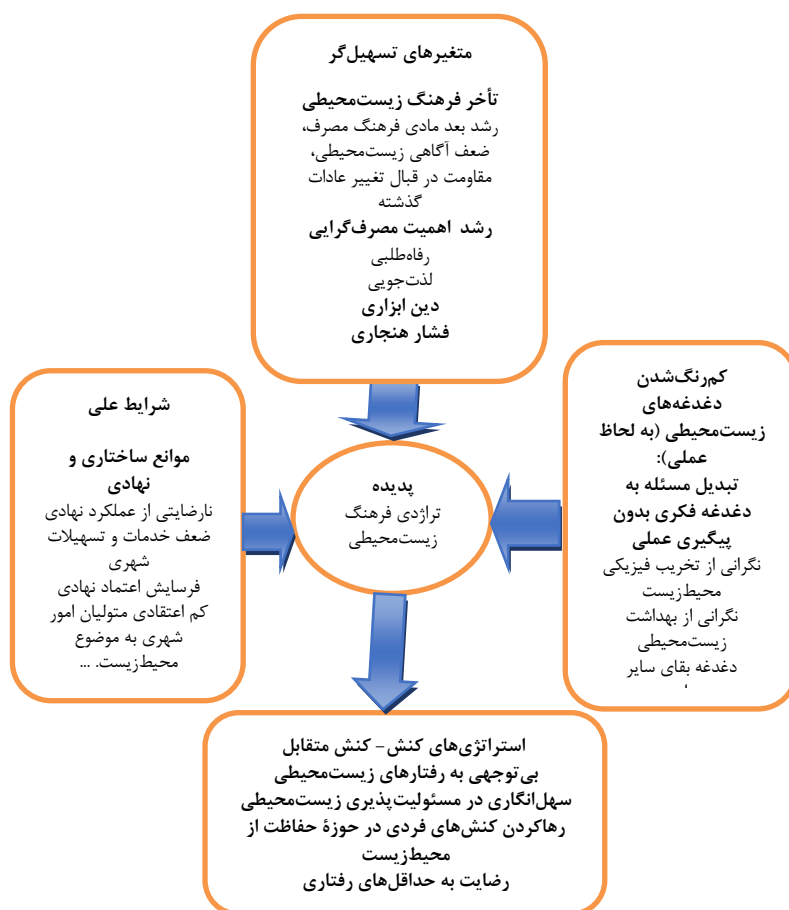 متغیرهای تسهیل‌گر
تأخر فرهنگ زیست‌محیطی
رشد بعد مادی فرهنگ مصرف،
ضعف آگاهی زیست‌محیطی،
مقاومت در قبال تغییر عادات
گذشته
رشد اهمیت مصرف‌گرایی
رفاه‌طلبی
لذت‌جویی
دین ابزاری
فشار هنجاری
کم‌رنگ‌شدن
دغدغه‌های
زیست‌محیطی (به لحاظ
عملی):
تبدیل مسئله به
دغدغه فکری بدون
پیگیری عملی
نگرانی از تخریب فیزیکی
محیط‌زیست
نگرانی از بهداشت
زیست‌محیطی
دغدغه بقای سایر
پدیده
تراژدی فرهنگ
زیست‌محیطی
شرایط علی
موانع ساختاری و
نهادی
نارضایتی از عملکرد نهادی
ضعف خدمات و تسهیلات
شهری
فرسایش اعتماد نهادی
کم اعتقادی متولیان امور
شهری به موضوع
محیط‌زیست. ...
استراتژی‌های کنش – کنش متقابل
بی‌توجهی به رفتارهای زیست‌محیطی
سهل‌انگاری در مسئولیت‌پذیری زیست‌محیطی
رهاکردن کنش‌های فردی در حوزۀ حفاظت از
محیط‌زیست
رضایت به حداقل‌های رفتاری